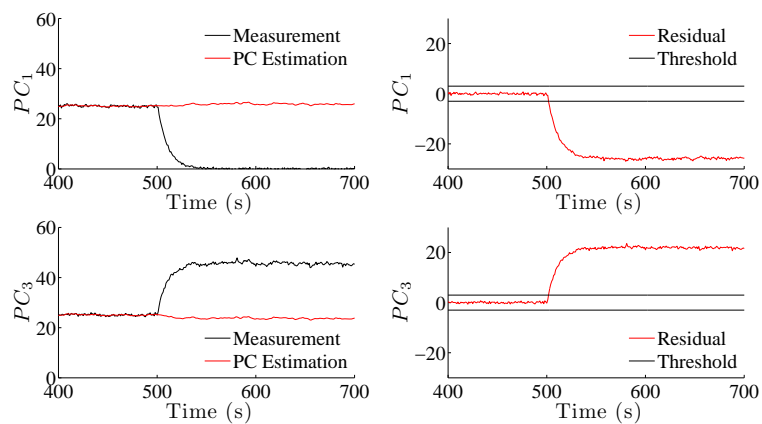 60
40
20
0
PC1
Measurement
PC Estimation
400 500 600 700
Time (s)
20
0
−20
PC1
Residual
Threshold
400 500 600 700
Time (s)
60
40
20
0
PC3
Measurement
PC Estimation
400 500 600 700
Time (s)
20
0
−20
PC3
Residual
Threshold
400 500 600 700
Time (s)